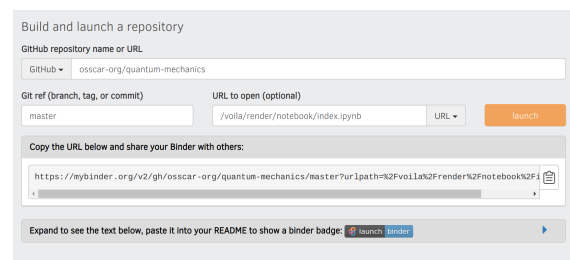 Build and launch a repository
GitHub repository name or URL
GitHub osscar-org/quantum-mechanics
Git ref (branch, tag, or commit) URL to open (optional)
master /voila/render/notebook/index.ipynb URL launch
Copy the URL below and share your Binder with others:
https://mybinder.org/v2/gh/osscar-org/quantum-mechanics/master?urlpath=%2Fvoila%2Frender%2Fnotebook%2Fi
Expand to see the text below, paste it into your README to show a binder badge: launch binder